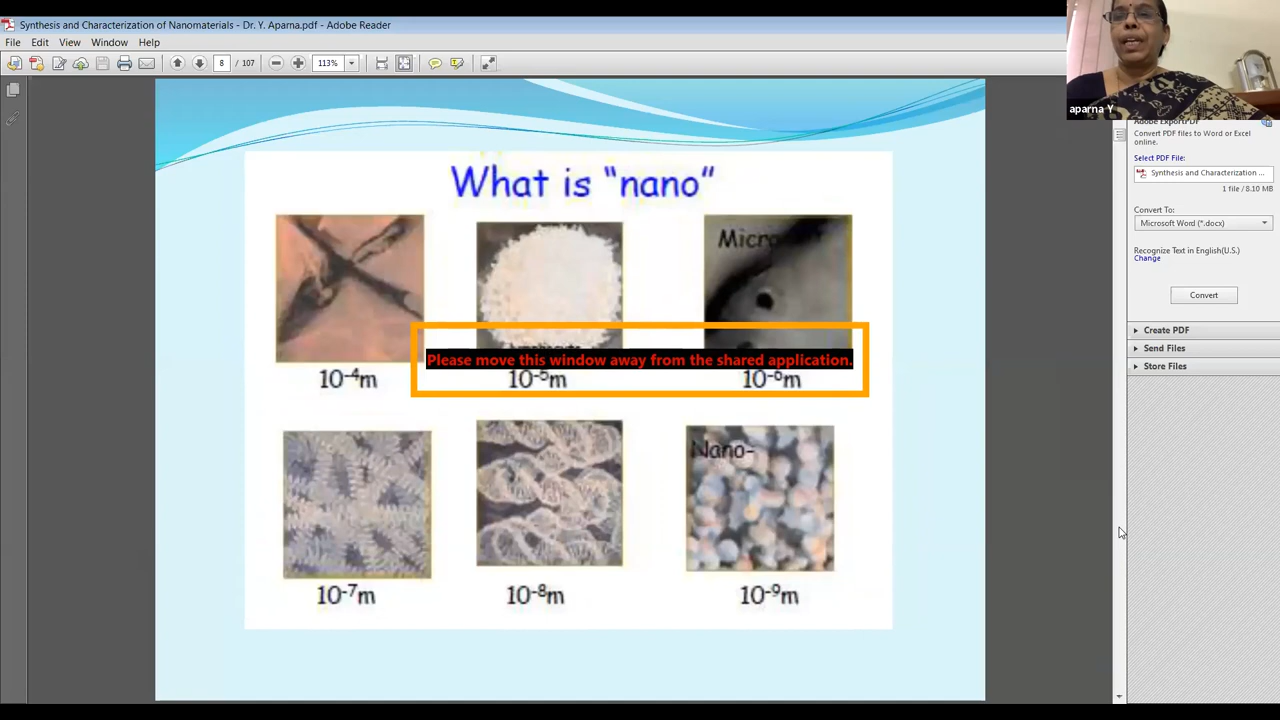 Synthesis and Characterization of Nanomaterials - Dr. Y. Aparna.pdf - Adobe Reader
File Edit View Window Help
8 / 107 113%
aparna Y
Adobe ExportPDF
Convert PDF files to Word or Excel
online.
Select PDF File:
Synthesis and Characterization ...
1 file / 8.10 MB
Convert To:
Microsoft Word (*.docx)
Recognize Text in English(U.S.)
Change
Convert
Create PDF
Send Files
Store Files
What is “nano”
Please move this window away from the shared application.
10⁻⁴m 10⁻⁵m 10⁻⁶m
Nano-
10⁻⁷m 10⁻⁸m 10⁻⁹m